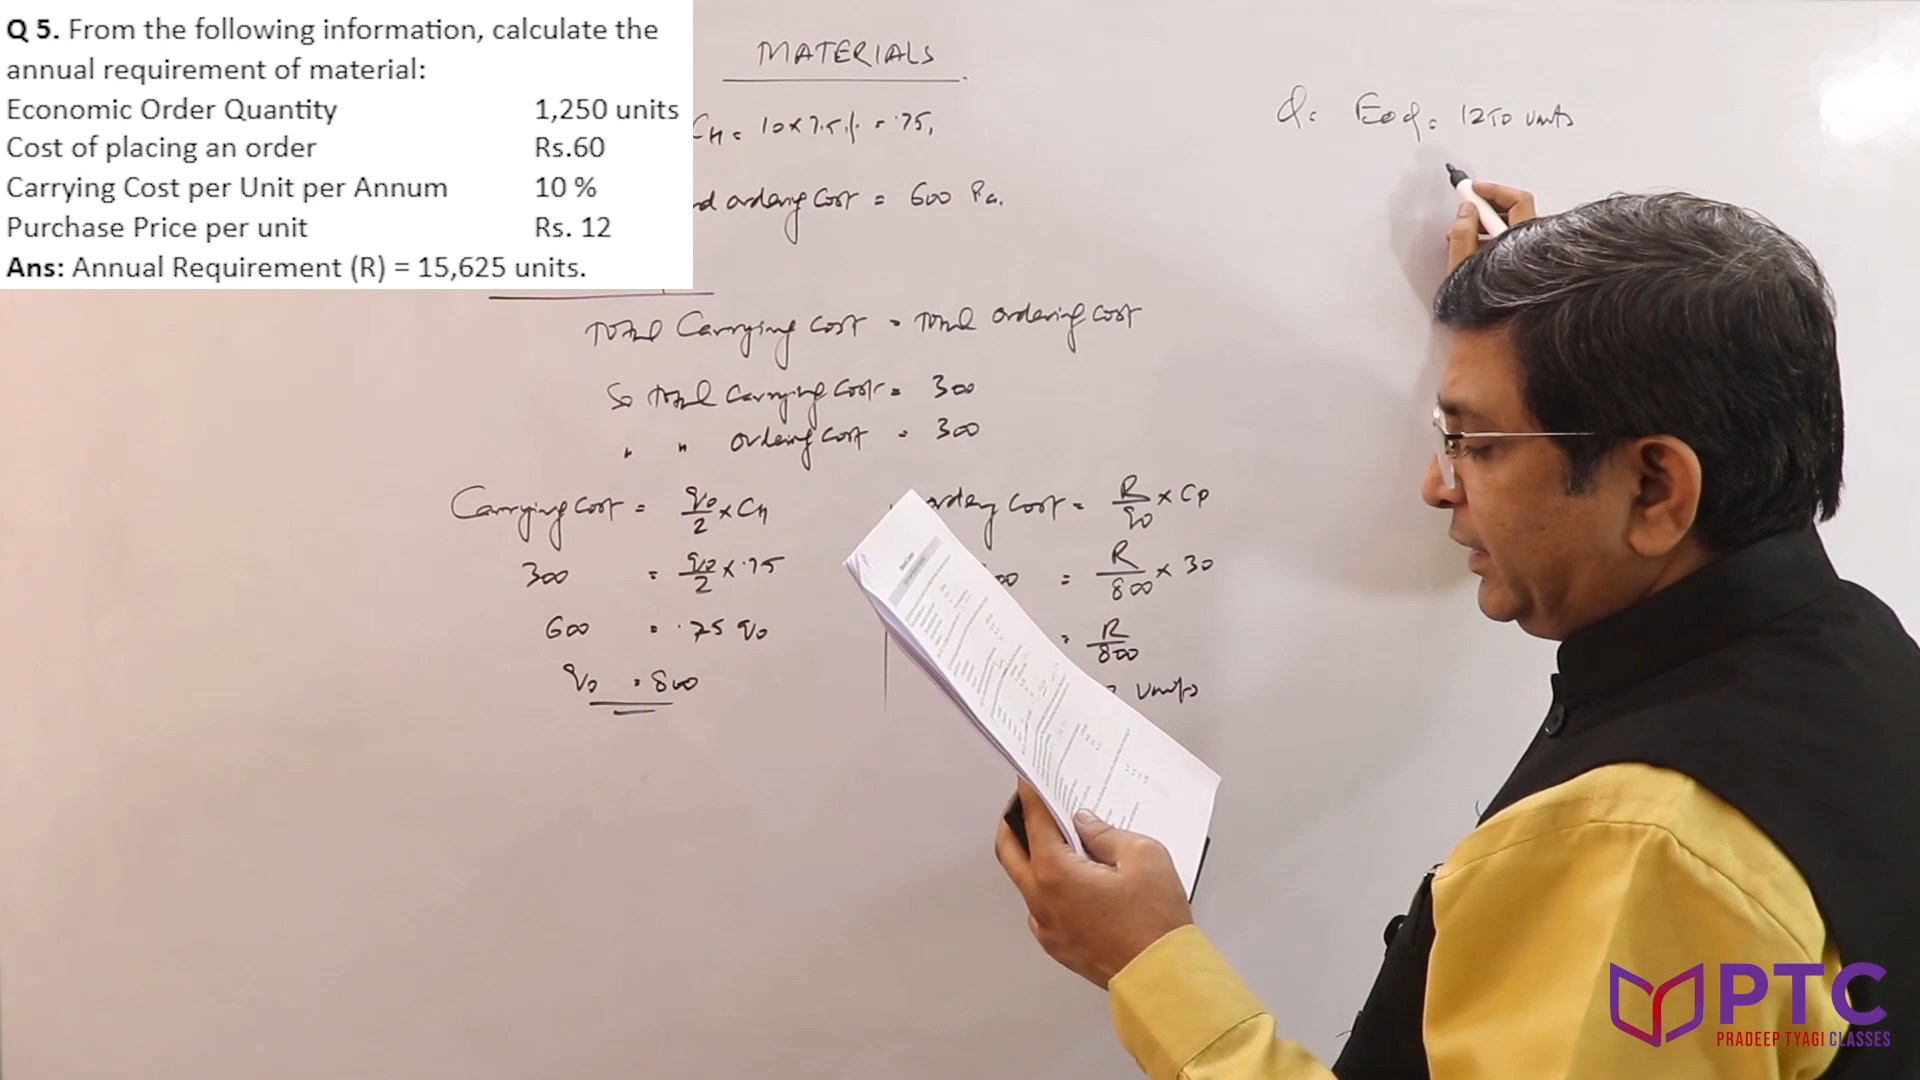 Q 5. From the following information, calculate the
annual requirement of material:
Economic Order Quantity 1,250 units
Cost of placing an order Rs.60
Carrying Cost per Unit per Annum 10 %
Purchase Price per unit Rs. 12
Ans: Annual Requirement (R) = 15,625 units.
MATERIALS
CH = 10 x 7.5% = .75,
ordering cost = 600 Pa.
Total Carrying Cost = Total ordering cost
So total carrying cost = 300
" " ordering cost = 300
Carrying cost = q0/2 x CH
300 = q0/2 x .75
600 = .75 q0
q0 = 800
cost = R/q0 x CP
= R/800 x 30
= R/800
units
EOQ = 1250 units
PTC
PRADEEP TYAGI CLASSES